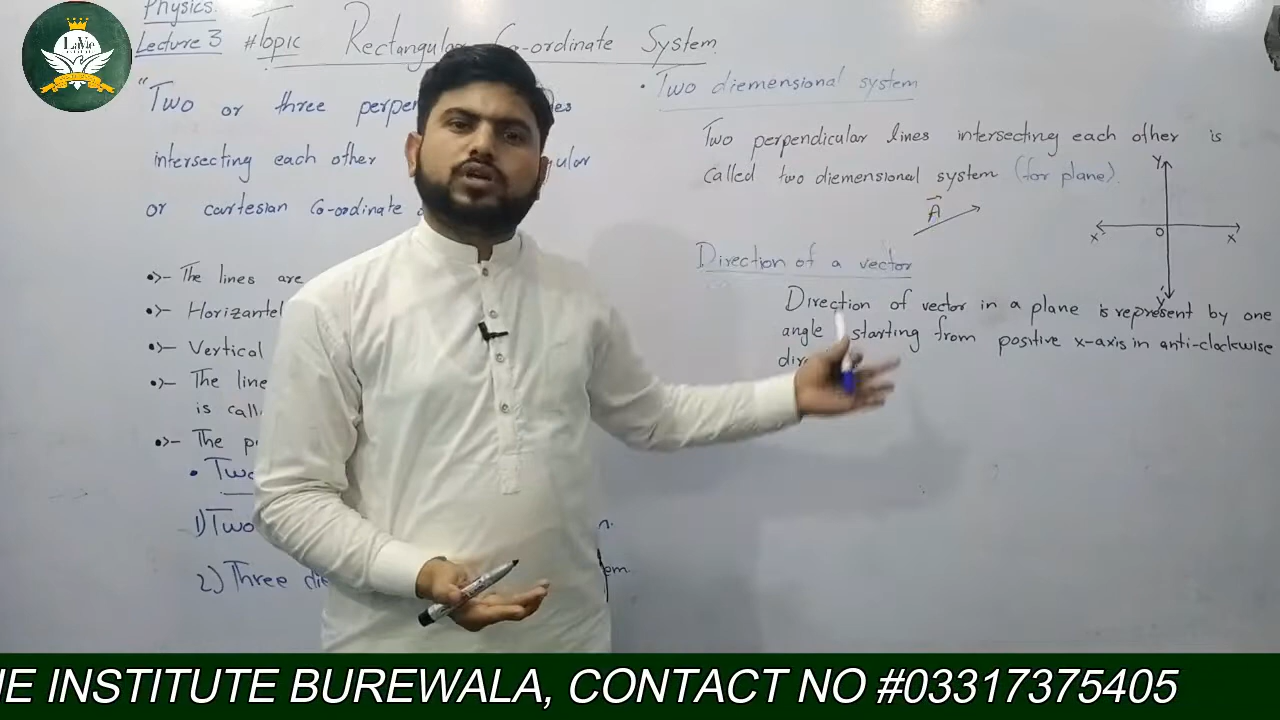 Physics.
Lecture 3 #Topic Rectangular Co-ordinate System
"Two or three perpen
intersecting each other
or cartesian Co-ordinate
•>- The lines are
•>- Horizantel
•>- Vertical
•>- The line
is call
•>- The p
• Two
1) Two
2) Three die
• Two diemensional system
Two perpendicular lines intersecting each other is
called two diemensional system (for plane).
Y
A
X' O X
Y'
Direction of a vector
Direction of vector in a plane is represent by one
angle starting from positive x-axis in anti-clockwise
dire
LaVie
INSTITUTE BUREWALA, CONTACT NO #03317375405